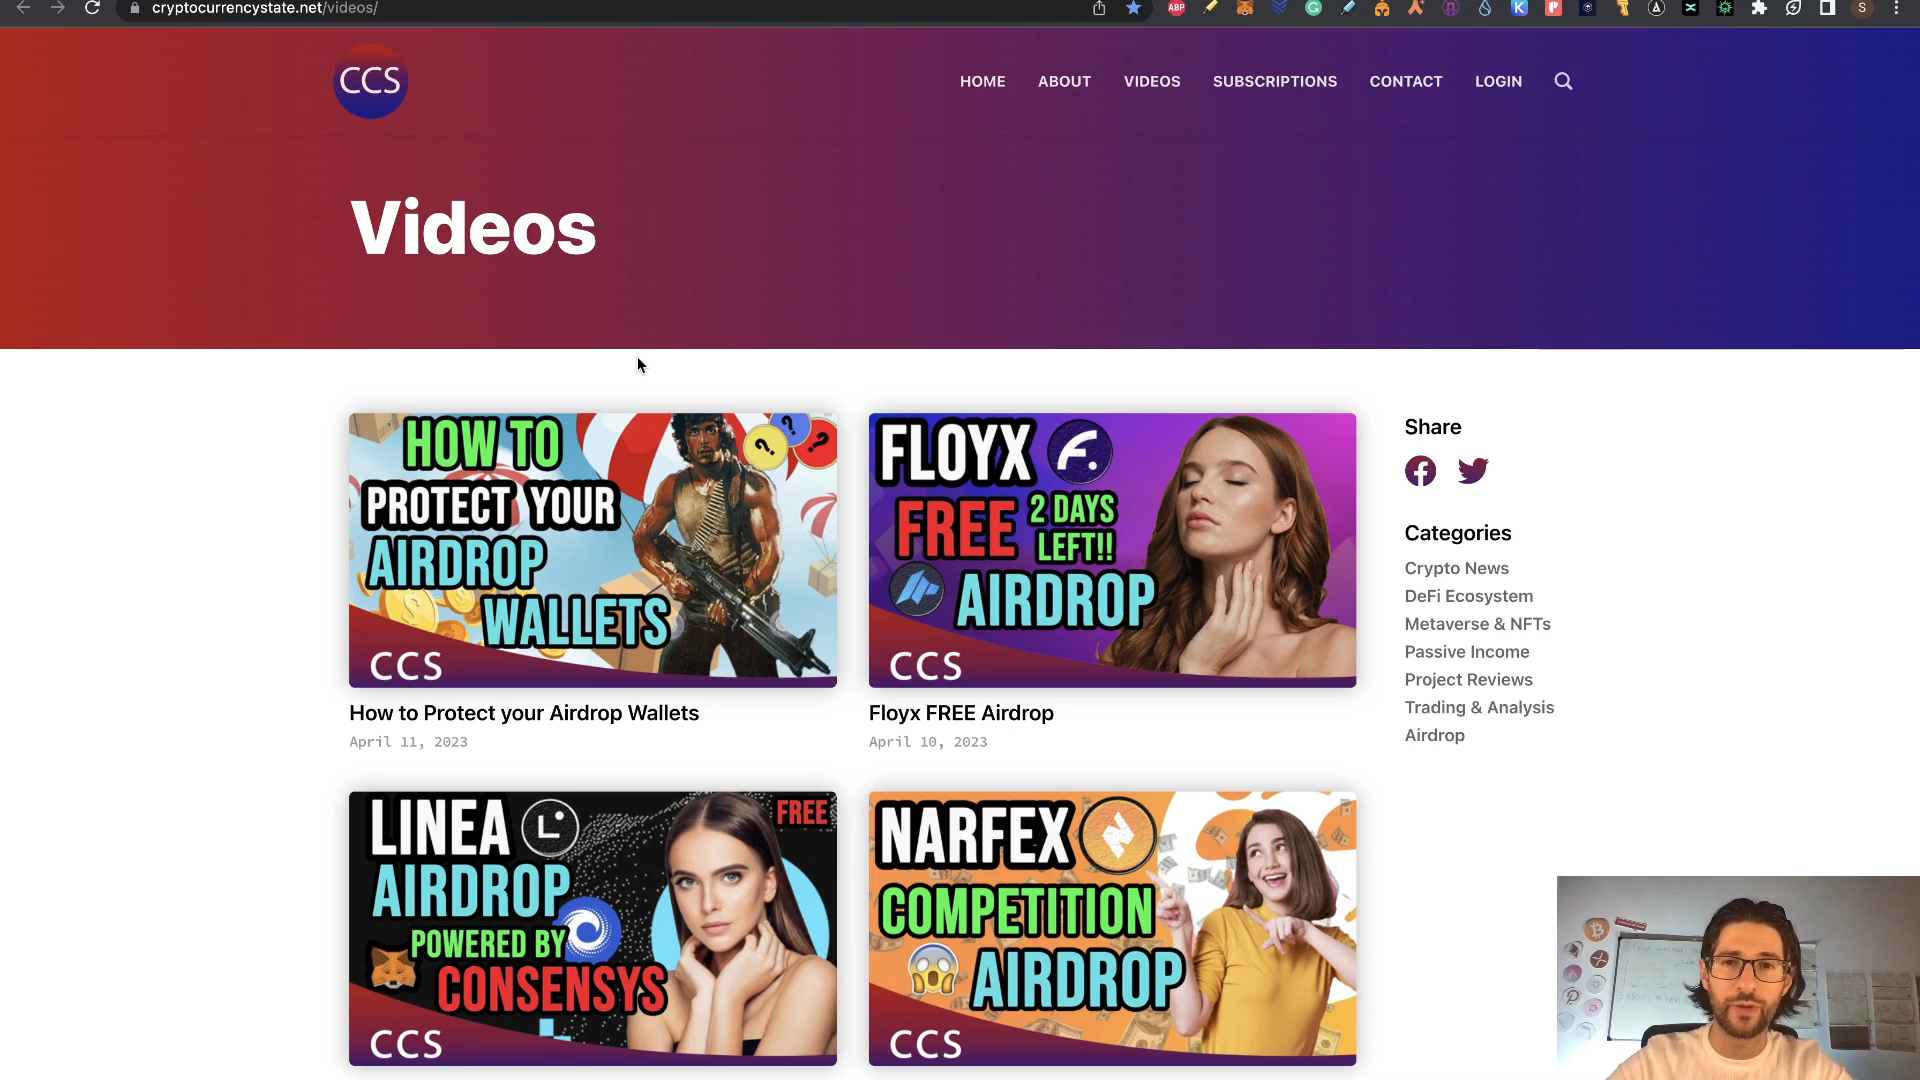 cryptocurrencystate.net/videos/
ABP
S
CCS
HOME
ABOUT
VIDEOS
SUBSCRIPTIONS
CONTACT
LOGIN
Videos
HOW TO
PROTECT YOUR
AIRDROP
WALLETS
CCS
How to Protect your Airdrop Wallets
April 11, 2023
FLOYX
FREE 2 DAYS
LEFT!!
AIRDROP
CCS
Floyx FREE Airdrop
April 10, 2023
Share
Categories
Crypto News
DeFi Ecosystem
Metaverse & NFTs
Passive Income
Project Reviews
Trading & Analysis
Airdrop
LINEA
FREE
AIRDROP
POWERED BY
CONSENSYS
CCS
NARFEX
COMPETITION
AIRDROP
CCS